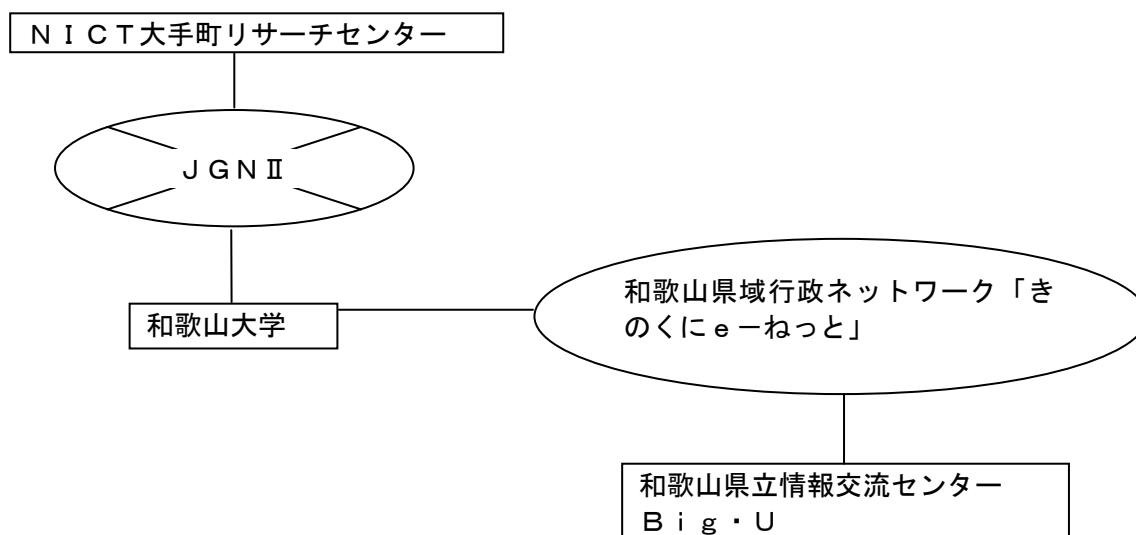 ＮＩＣＴ大手町リサーチセンター
ＪＧＮⅡ
和歌山県域行政ネットワーク「き
のくにｅーねっと」
和歌山大学
和歌山県立情報交流センター
Ｂｉｇ・Ｕ